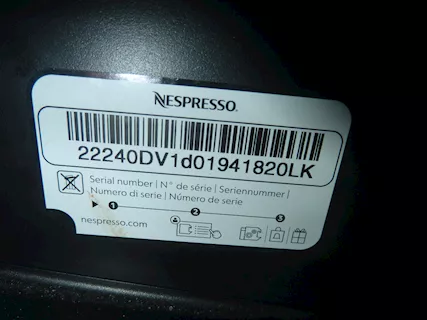 NESPRESSO
22240DV1d01941820LK
Serial number | N° de série | Seriennummer /
Numero di serie | Número de serie
1 2 3
nespresso.com